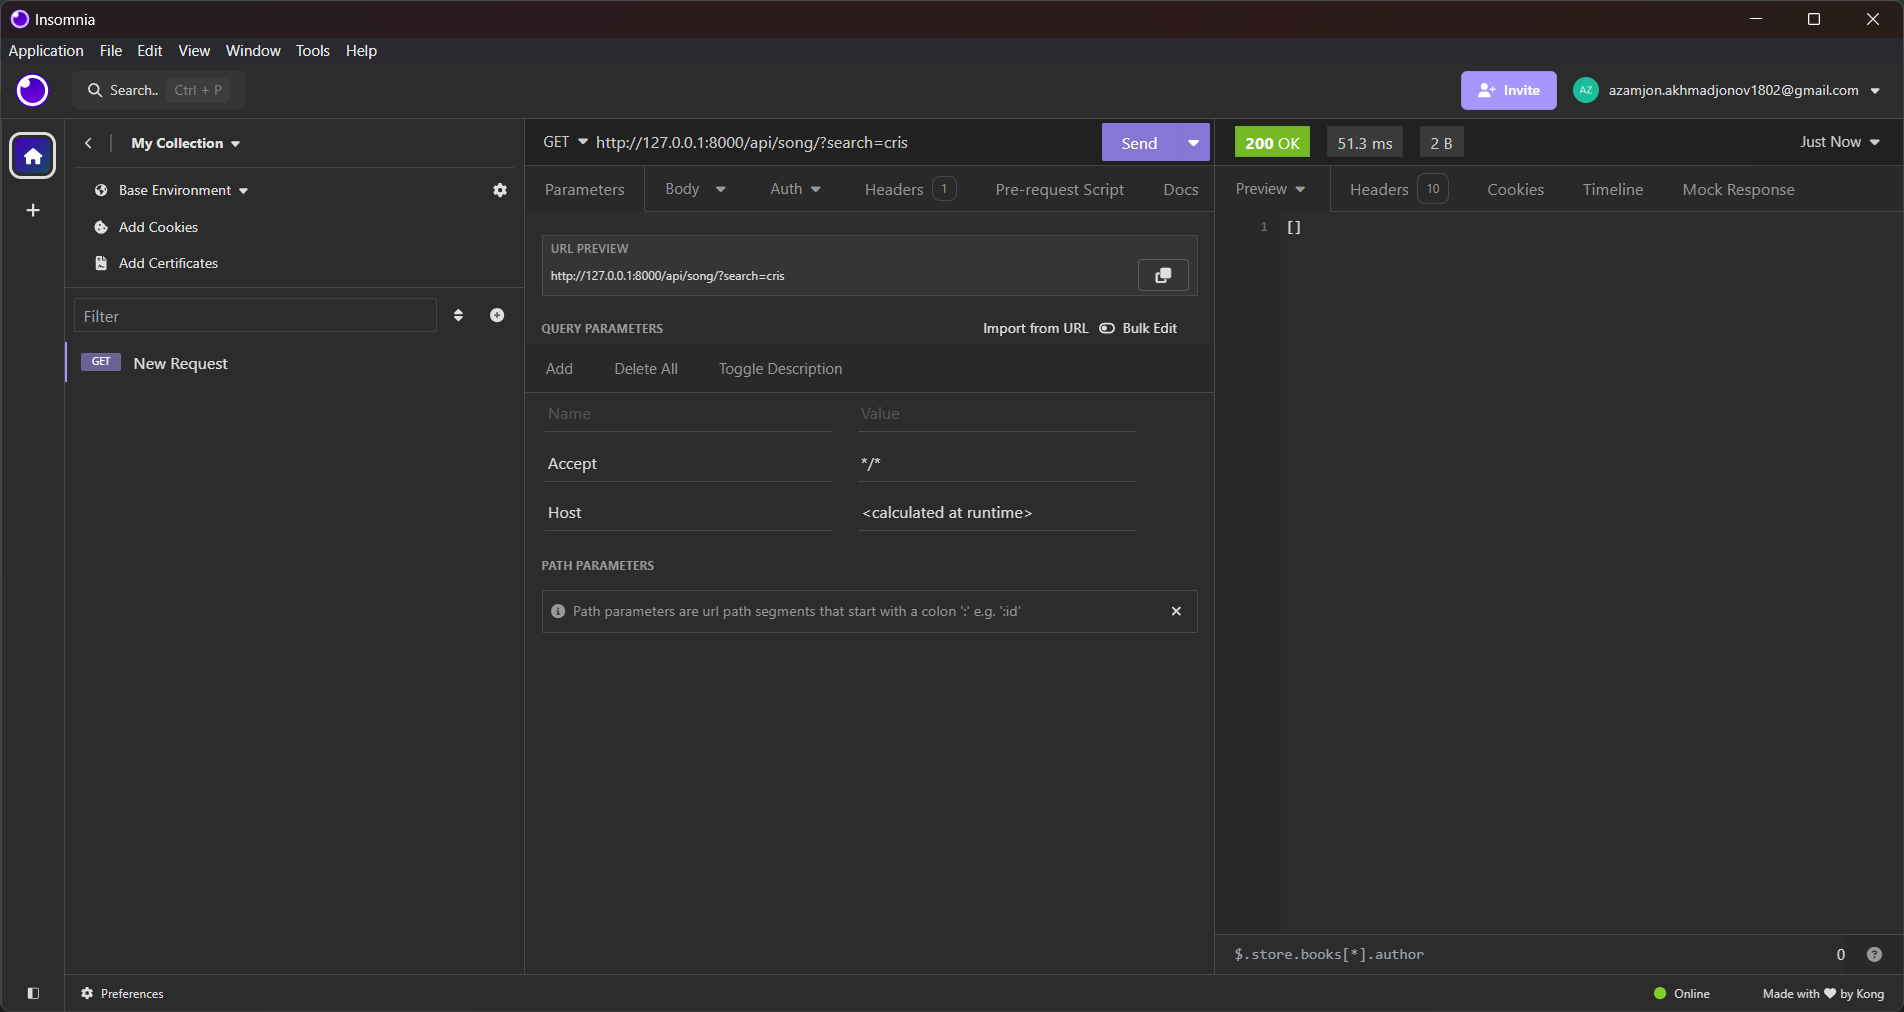 Insomnia
Application File Edit View Window Tools Help
Search.. Ctrl + P
Invite AZ azamjon.akhmadjonov1802@gmail.com
My Collection
Base Environment
Add Cookies
Add Certificates
Filter
GET New Request
GET http://127.0.0.1:8000/api/song/?search=cris Send
Parameters Body Auth Headers 1 Pre-request Script Docs
URL PREVIEW
http://127.0.0.1:8000/api/song/?search=cris
QUERY PARAMETERS Import from URL Bulk Edit
Add Delete All Toggle Description
Name Value
Accept */*
Host <calculated at runtime>
PATH PARAMETERS
Path parameters are url path segments that start with a colon ':' e.g. ':id'
200 OK 51.3 ms 2 B Just Now
Preview Headers 10 Cookies Timeline Mock Response
1 []
$.store.books[*].author 0
Preferences Online Made with ❤ by Kong